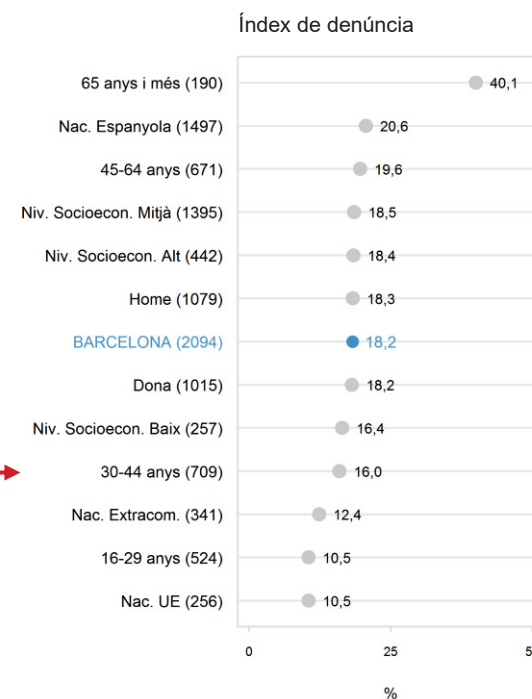 Índex de denúncia
65 anys i més (190) 40,1
Nac. Espanyola (1497) 20,6
45-64 anys (671) 19,6
Niv. Socioecon. Mitjà (1395) 18,5
Niv. Socioecon. Alt (442) 18,4
Home (1079) 18,3
BARCELONA (2094) 18,2
Dona (1015) 18,2
Niv. Socioecon. Baix (257) 16,4
30-44 anys (709) 16,0
Nac. Extracom. (341) 12,4
16-29 anys (524) 10,5
Nac. UE (256) 10,5
0 25
%